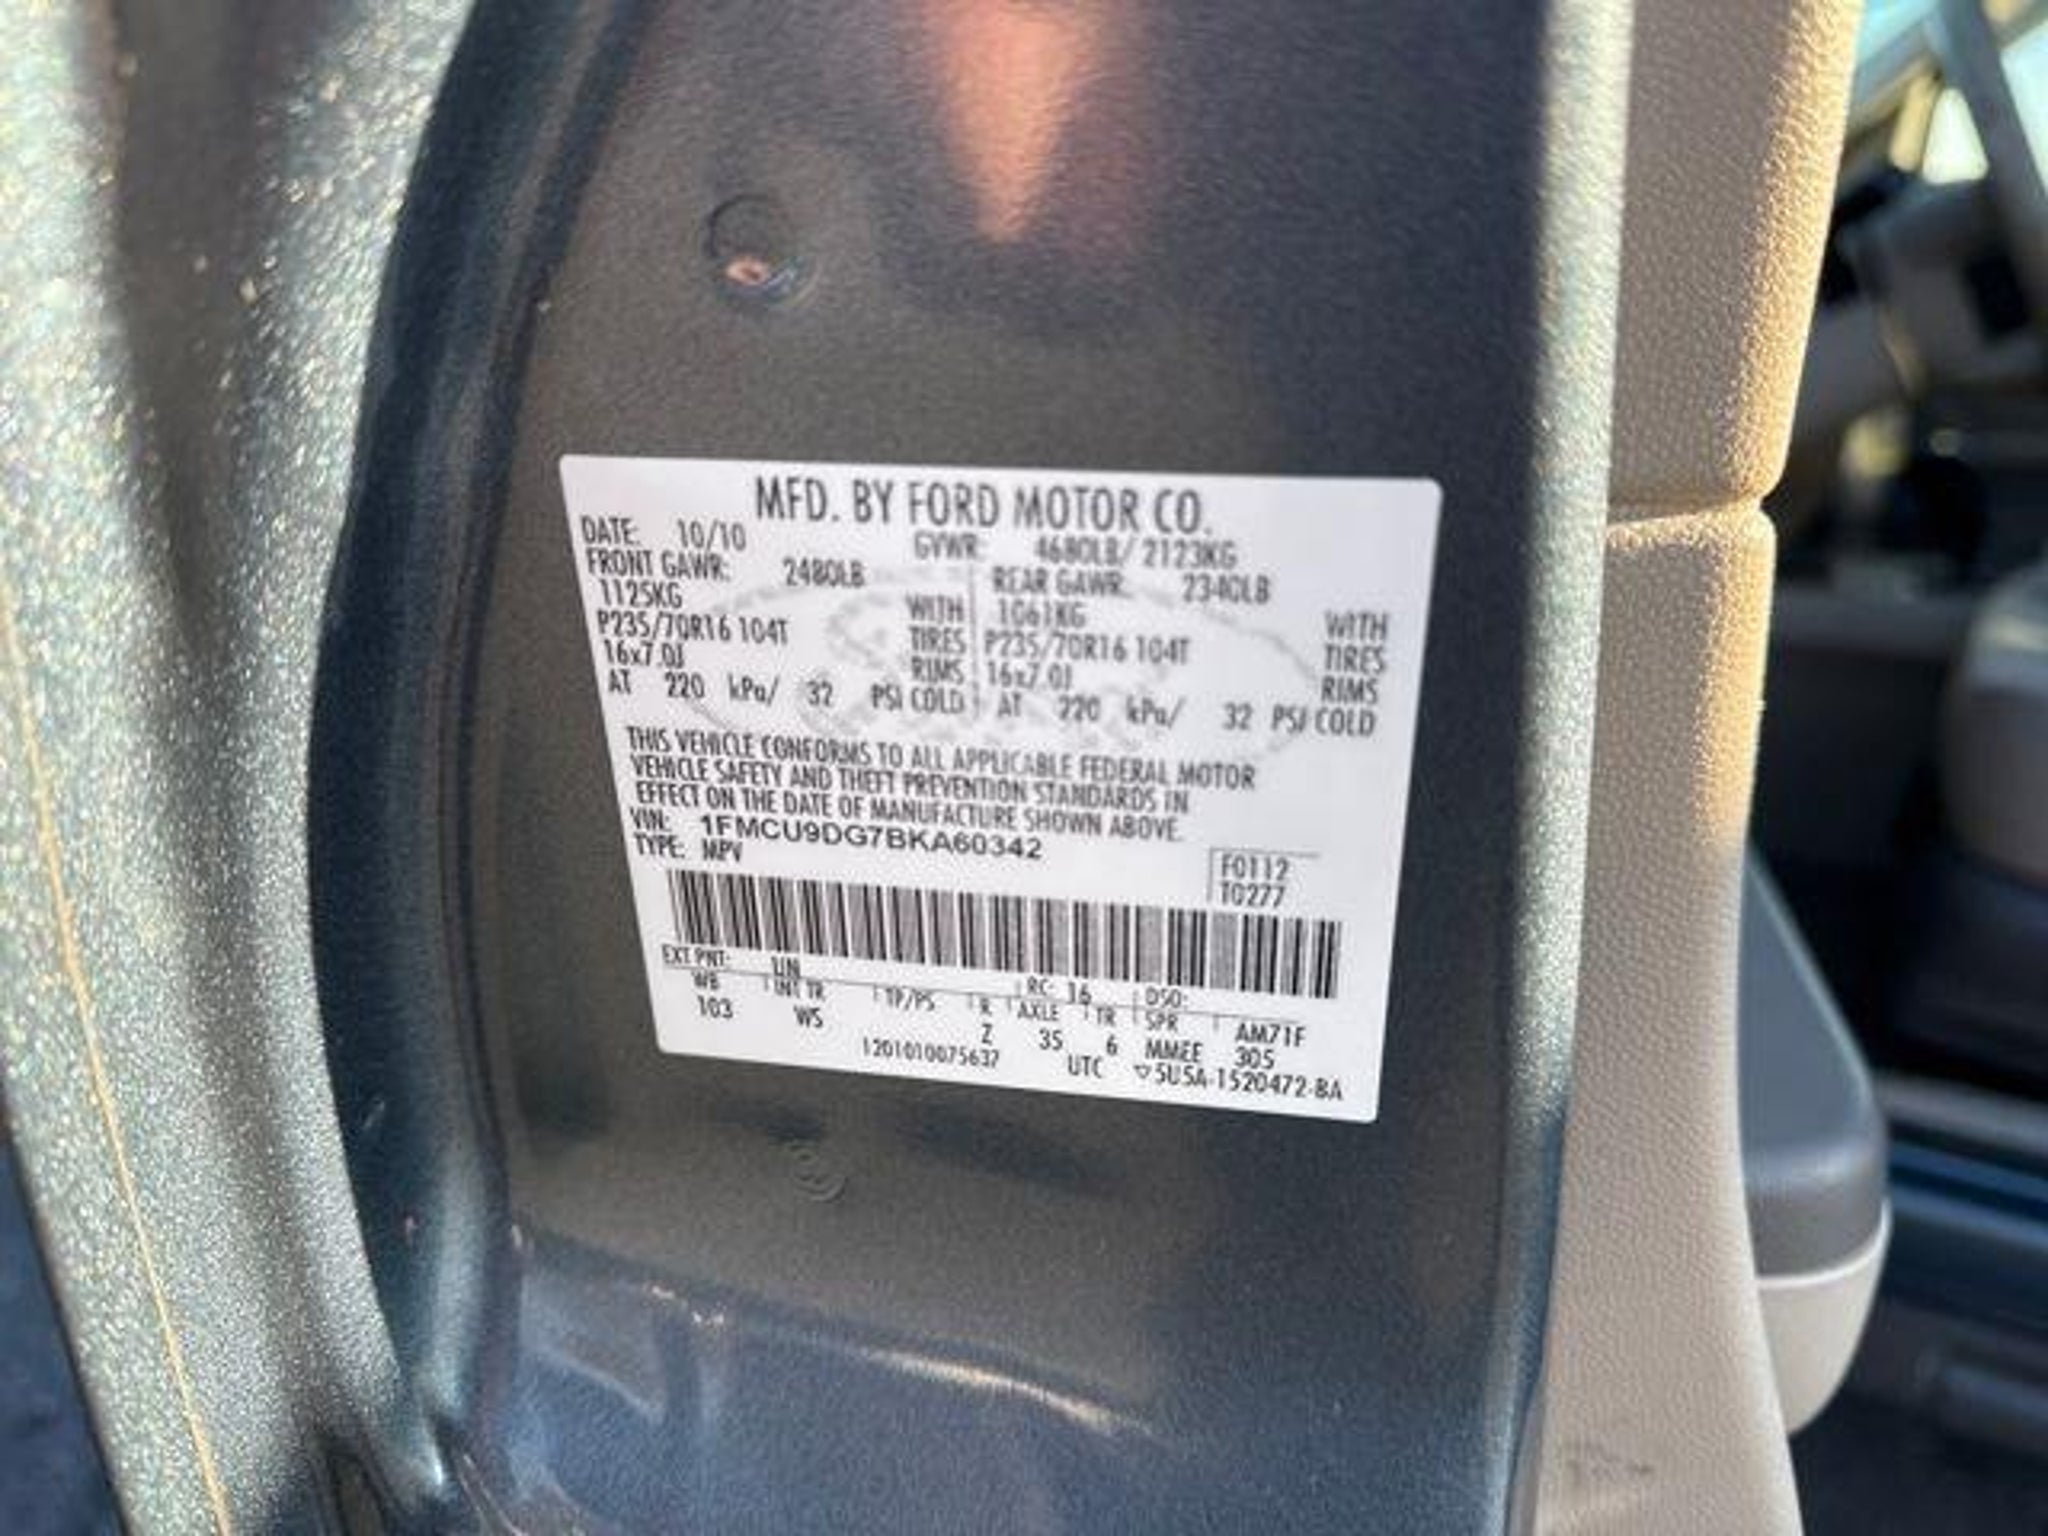 MFD. BY FORD MOTOR CO.
DATE: 10/10 GVWR: 4680LB/ 2123KG
FRONT GAWR: 2480LB REAR GAWR: 2340LB
1125KG WITH 1061KG WITH
P235/70R16 104T TIRES P235/70R16 104T TIRES
16x7.0J RIMS 16x7.0J RIMS
AT 220 kPa/ 32 PSI COLD AT 220 kPa/ 32 PSI COLD
THIS VEHICLE CONFORMS TO ALL APPLICABLE FEDERAL MOTOR
VEHICLE SAFETY AND THEFT PREVENTION STANDARDS IN
EFFECT ON THE DATE OF MANUFACTURE SHOWN ABOVE.
VIN: 1FMCU9DG7BKA60342
TYPE: MPV
F0112
T0277
EXT PNT: UN RC: 16 DSO:
WB INT TR TP/PS R AXLE TR SPR AM71F
103 WS Z 35 6 MMEE 305
1201010075637 UTC ▽5U5A-1520472-BA